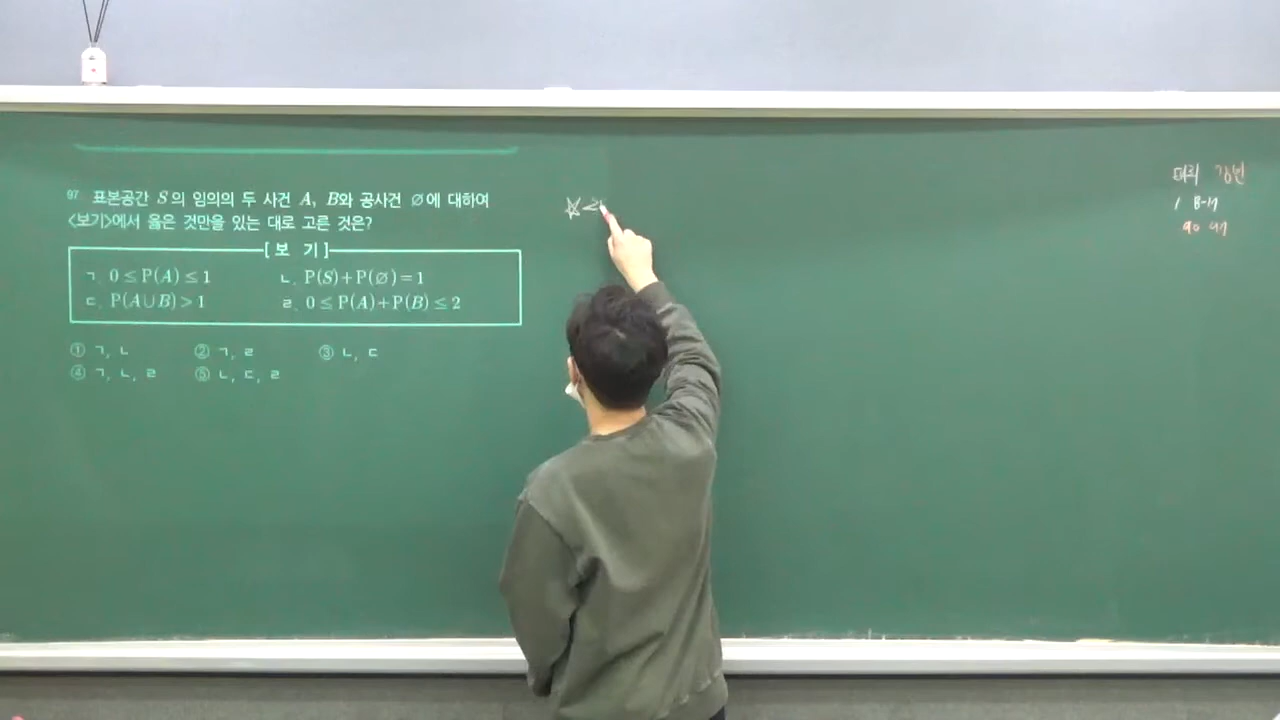 97 표본공간 S의 임의의 두 사건 A, B와 공사건 ∅에 대하여
<보기>에서 옳은 것만을 있는 대로 고른 것은?
[ 보 기 ]
ㄱ. 0≤P(A)≤1 ㄴ. P(S)+P(∅)=1
ㄷ. P(A∪B)>1 ㄹ. 0≤P(A)+P(B)≤2
① ㄱ, ㄴ ② ㄱ, ㄹ ③ ㄴ, ㄷ
④ ㄱ, ㄴ, ㄹ ⑤ ㄴ, ㄷ, ㄹ
☆<